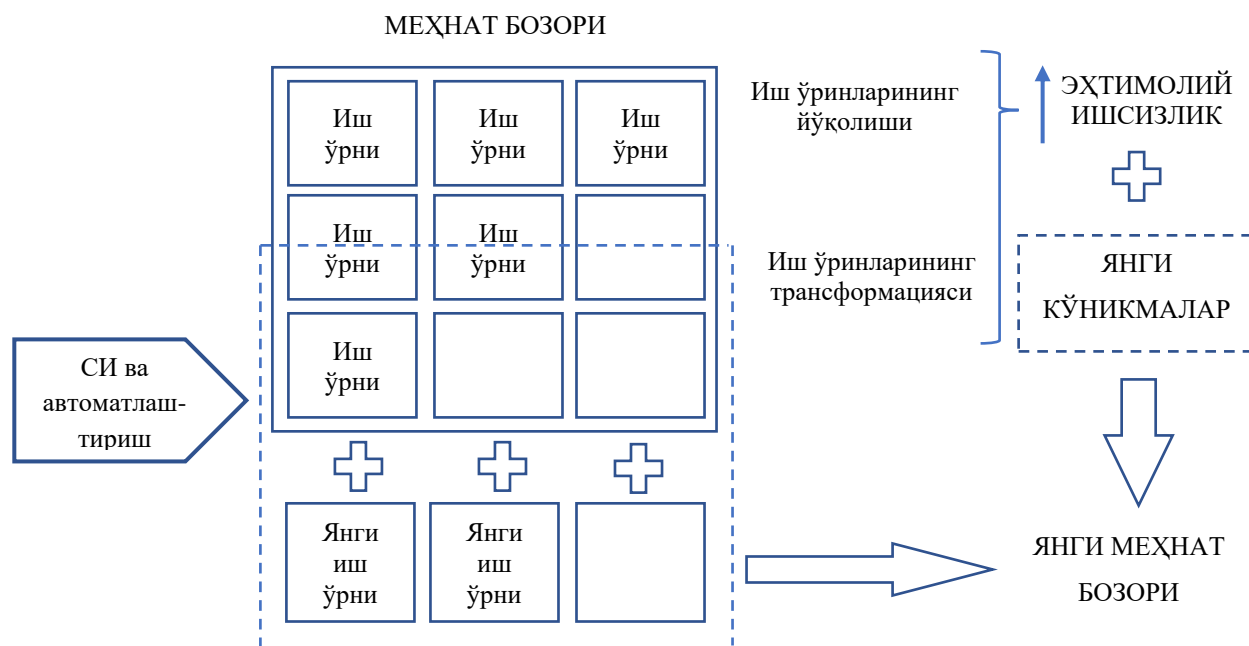 МЕҲНАТ БОЗОРИ
Иш
ўрни
Иш
ўрни
Иш
ўрни
Иш
ўрни
Иш
ўрни
Иш
ўрни
СИ ва
автоматлаш-
тириш
Янги
иш
ўрни
Янги
иш
ўрни
Иш ўринларининг
йўқолиши
Иш ўринларининг
трансформацияси
ЭҲТИМОЛИЙ
ИШСИЗЛИК
ЯНГИ
КЎНИКМАЛАР
ЯНГИ МЕҲНАТ
БОЗОРИ